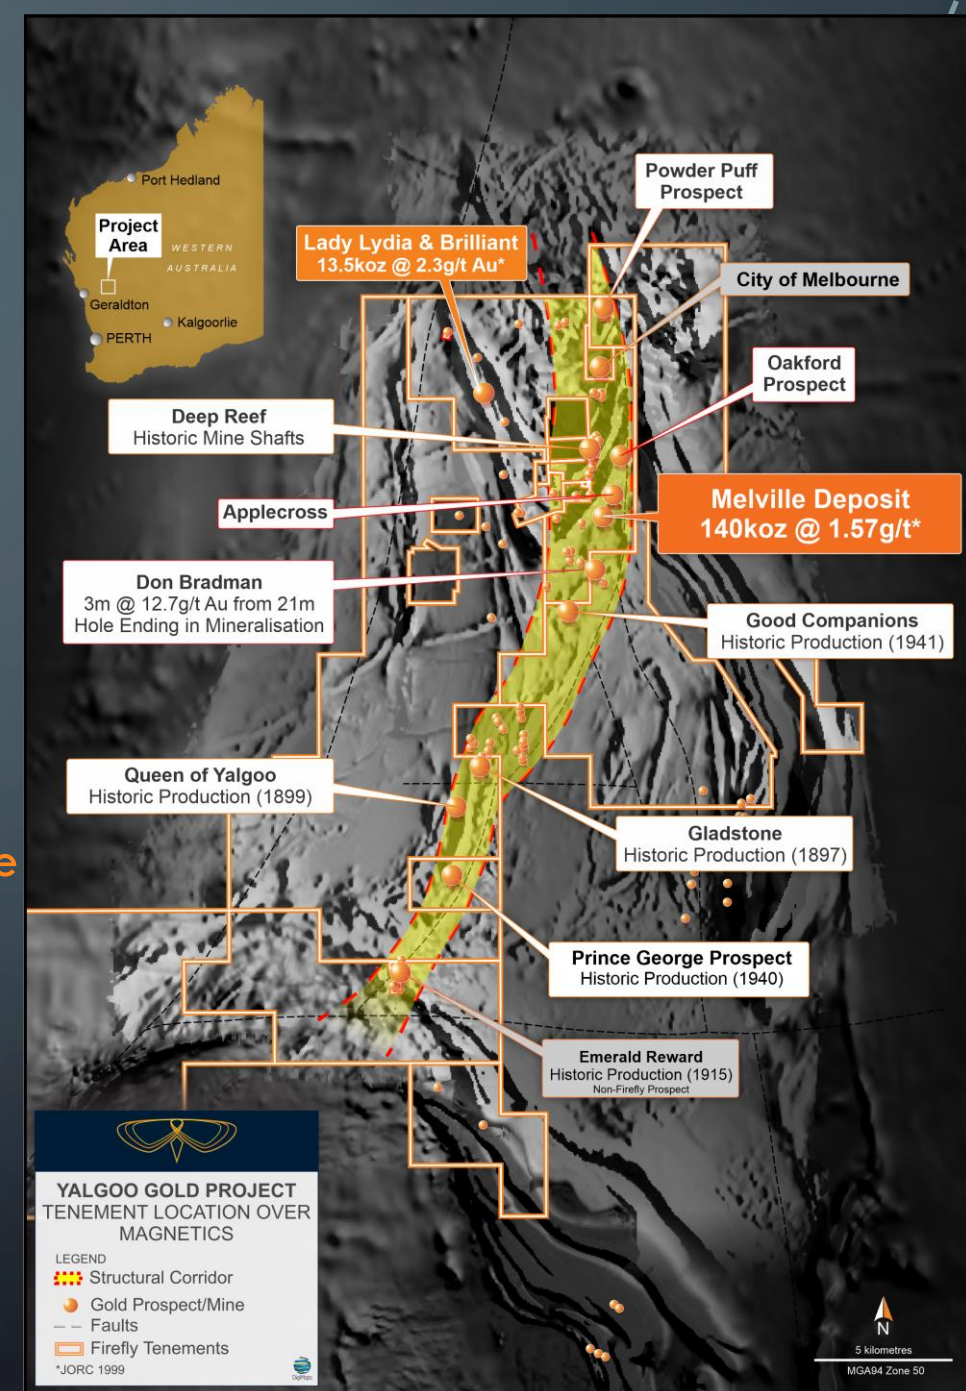 Port Hedland
Project
Area
WESTERN
AUSTRALIA
Geraldton
Kalgoorlie
PERTH
Powder Puff
Prospect
Lady Lydia & Brilliant
13.5koz @ 2.3g/t Au*
City of Melbourne
Oakford
Prospect
Deep Reef
Historic Mine Shafts
Applecross
Melville Deposit
140koz @ 1.57g/t*
Don Bradman
3m @ 12.7g/t Au from 21m
Hole Ending in Mineralisation
Good Companions
Historic Production (1941)
Queen of Yalgoo
Historic Production (1899)
Gladstone
Historic Production (1897)
e
Prince George Prospect
Historic Production (1940)
Emerald Reward
Historic Production (1915)
Non-Firefly Prospect
YALGOO GOLD PROJECT
TENEMENT LOCATION OVER
MAGNETICS
LEGEND
Structural Corridor
Gold Prospect/Mine
Faults
Firefly Tenements
*JORC 1999
DigiMaps
N
5 kilometres
MGA94 Zone 50